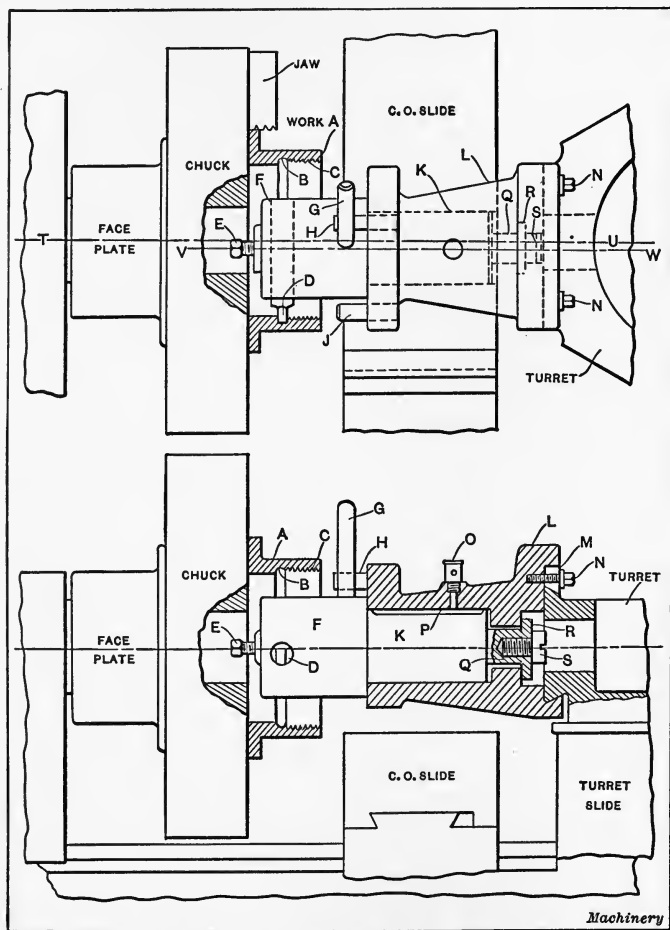 JAW
C.O. SLIDE
WORK A
CHUCK
K
L
F
B
C
G
N
Q
R
S
FACE
PLATE
T
E
H
V
U
W
D
J
N
TURRET
G
O
L
A
C
H
M
N
CHUCK
B
TURRET
FACE
PLATE
P
E
F
K
R
D
Q
S
C.O. SLIDE
TURRET
SLIDE
Machinery